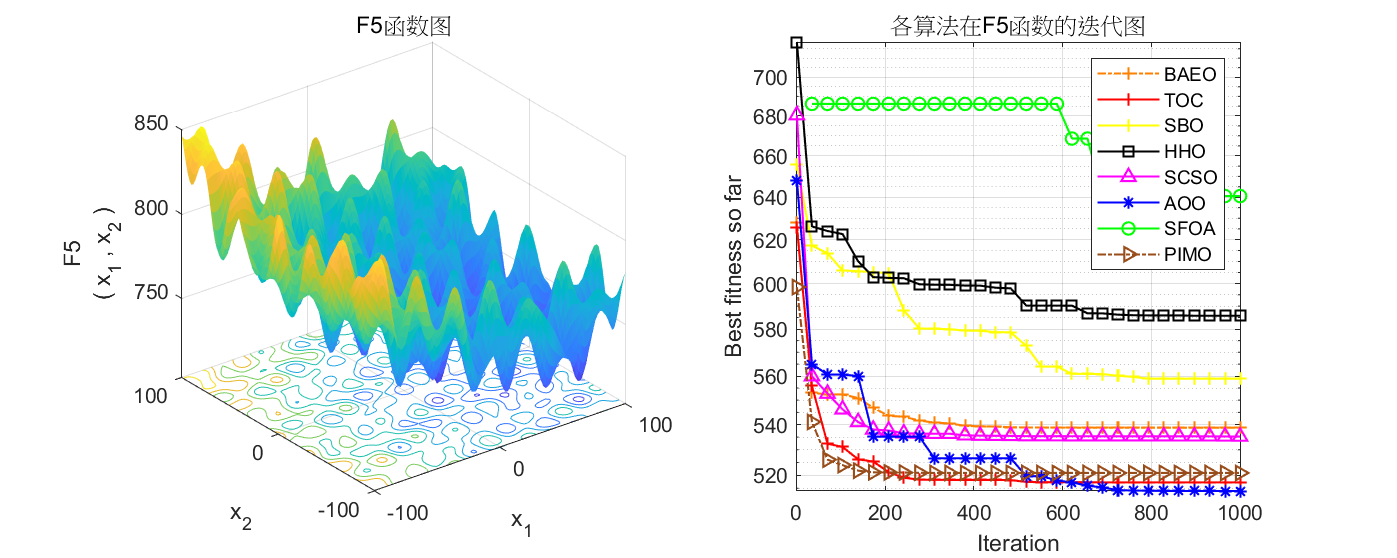 F5函数图
850
800
750
F5
( x1 , x2 )
100
0
-100
x2
-100
0
100
x1
各算法在F5函数的迭代图
700
680
660
640
620
600
580
560
540
520
Best fitness so far
0 200 400 600 800 1000
Iteration
BAEO
TOC
SBO
HHO
SCSO
AOO
SFOA
PIMO